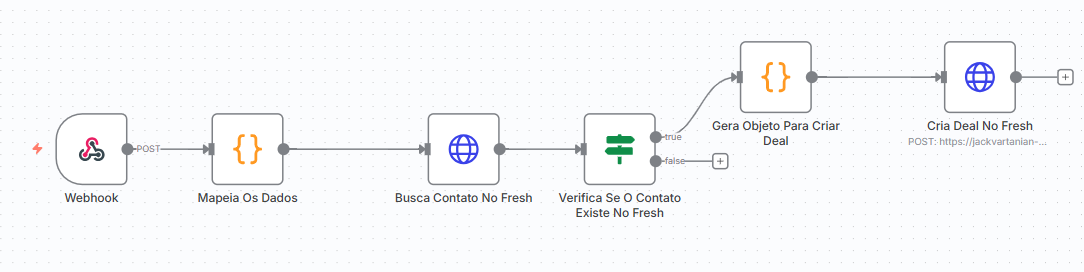 Webhook
POST
Mapeia Os Dados
Busca Contato No Fresh
Verifica Se O Contato
Existe No Fresh
true
false
Gera Objeto Para Criar
Deal
Cria Deal No Fresh
POST: https://jackvartanian-...